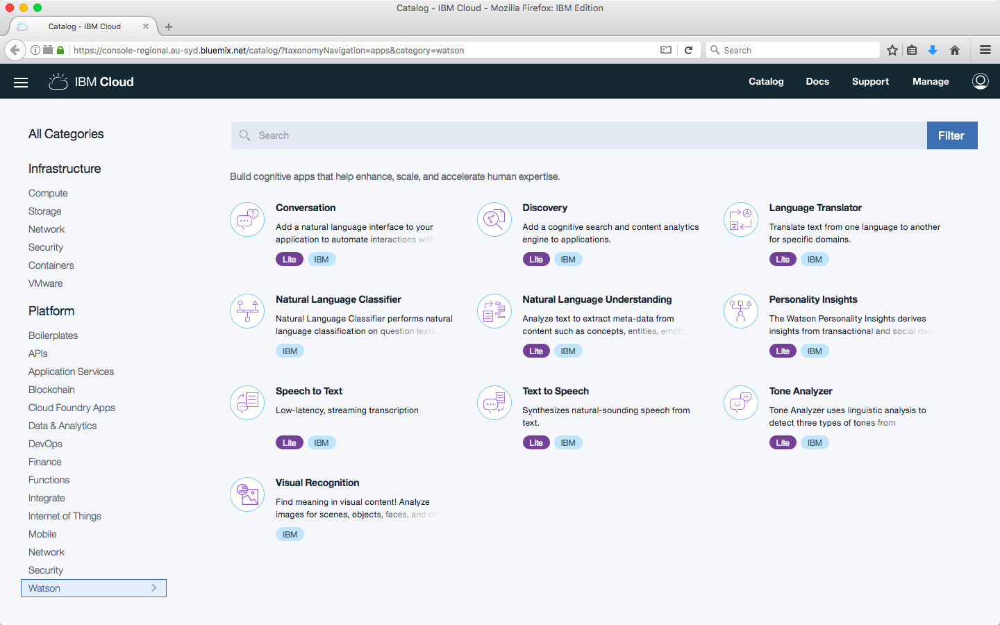 Catalog - IBM Cloud - Mozilla Firefox: IBM Edition
Catalog - IBM Cloud
https://console-regional.au-syd.bluemix.net/catalog/?taxonomyNavigation=apps&category=watson
Search
IBM Cloud
Catalog
Docs
Support
Manage
All Categories
Infrastructure
Compute
Storage
Network
Security
Containers
VMware
Platform
Boilerplates
APIs
Application Services
Blockchain
Cloud Foundry Apps
Data & Analytics
DevOps
Finance
Functions
Integrate
Internet of Things
Mobile
Network
Security
Watson
Search
Filter
Build cognitive apps that help enhance, scale, and accelerate human expertise.
Conversation
Add a natural language interface to your
application to automate interactions with
Lite IBM
Discovery
Add a cognitive search and content analytics
engine to applications.
Lite IBM
Language Translator
Translate text from one language to another
for specific domains.
Lite IBM
Natural Language Classifier
Natural Language Classifier performs natural
language classification on question texts.
IBM
Natural Language Understanding
Analyze text to extract meta-data from
content such as concepts, entities,
Lite IBM
Personality Insights
The Watson Personality Insights derives
insights from transactional and social
Lite IBM
Speech to Text
Low-latency, streaming transcription
Lite IBM
Text to Speech
Synthesizes natural-sounding speech from
text.
Lite IBM
Tone Analyzer
Tone Analyzer uses linguistic analysis to
detect three types of tones from
Lite IBM
Visual Recognition
Find meaning in visual content! Analyze
images for scenes, objects, faces, and
IBM